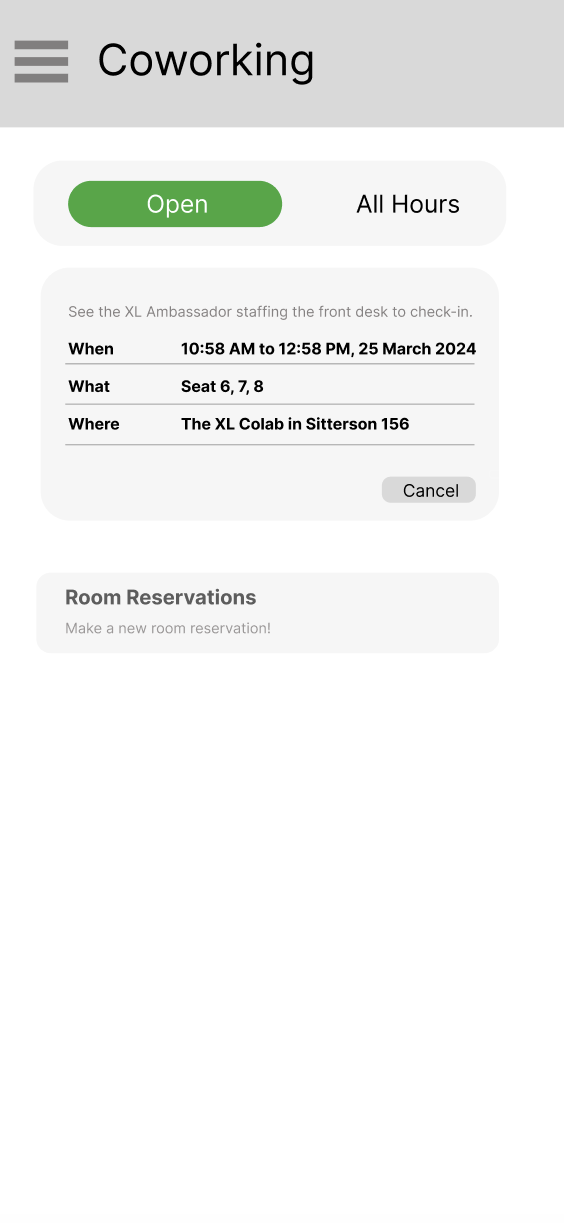 Coworking
Open All Hours
See the XL Ambassador staffing the front desk to check-in.
When 10:58 AM to 12:58 PM, 25 March 2024
What Seat 6, 7, 8
Where The XL Colab in Sitterson 156
Cancel
Room Reservations
Make a new room reservation!